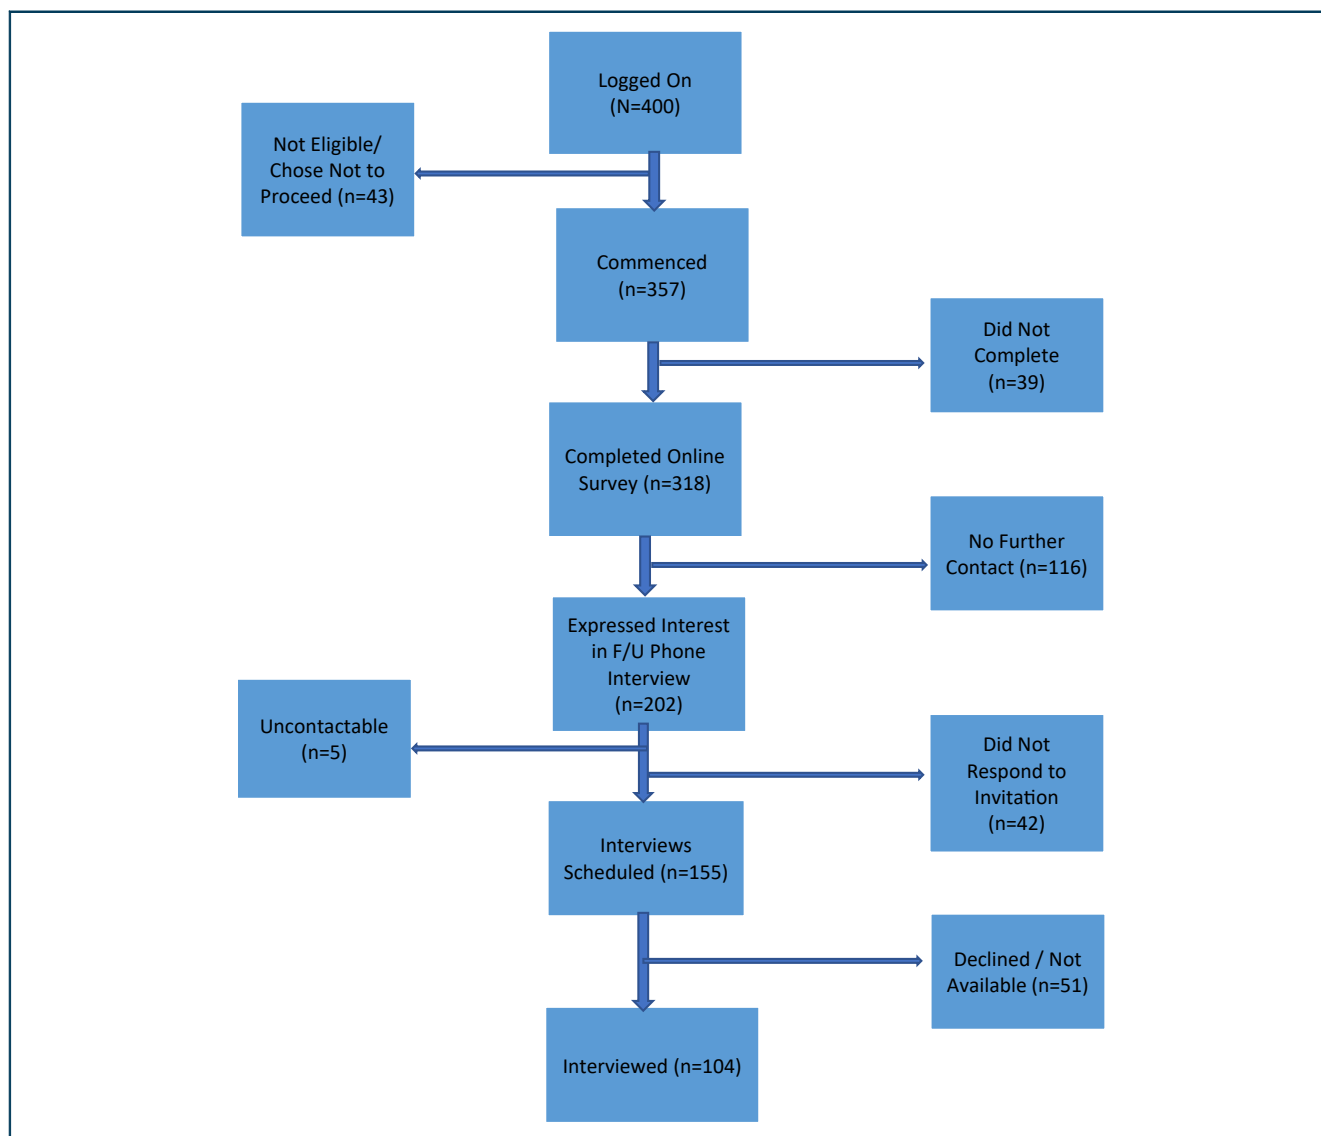 Logged On
(N=400)
Not Eligible/
Chose Not to
Proceed (n=43)
Commenced
(n=357)
Did Not
Complete
(n=39)
Completed Online
Survey (n=318)
No Further
Contact (n=116)
Expressed Interest
in F/U Phone
Interview
(n=202)
Uncontactable
(n=5)
Did Not
Respond to
Invitation
(n=42)
Interviews
Scheduled (n=155)
Declined / Not
Available (n=51)
Interviewed (n=104)